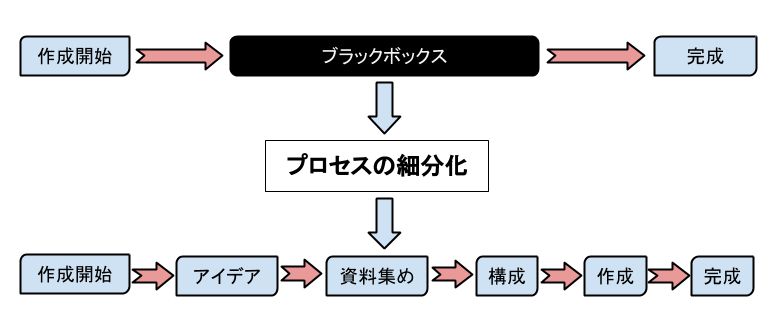 作成開始
ブラックボックス
完成
プロセスの細分化
作成開始
アイデア
資料集め
構成
作成
完成